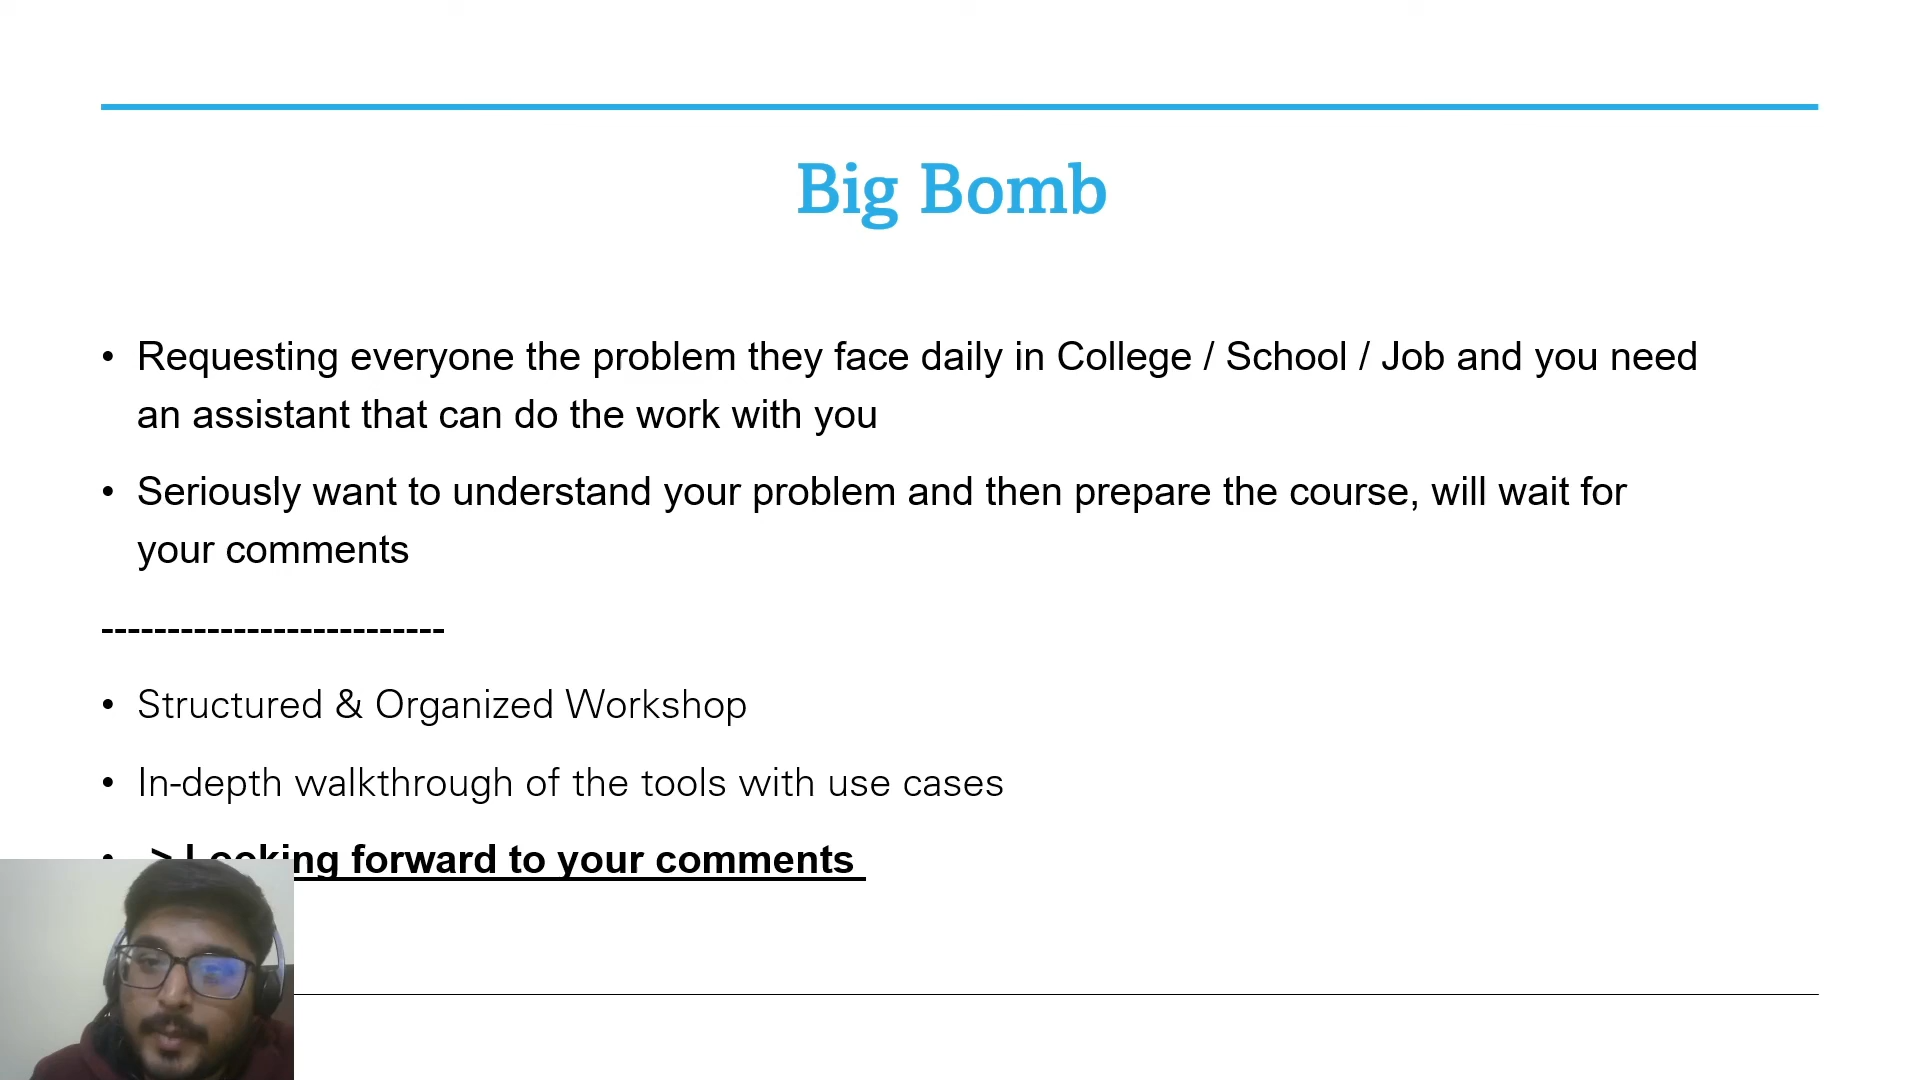 Big Bomb
• Requesting everyone the problem they face daily in College / School / Job and you need
an assistant that can do the work with you
• Seriously want to understand your problem and then prepare the course, will wait for
your comments
--------------------------
• Structured & Organized Workshop
• In-depth walkthrough of the tools with use cases
• > Looking forward to your comments